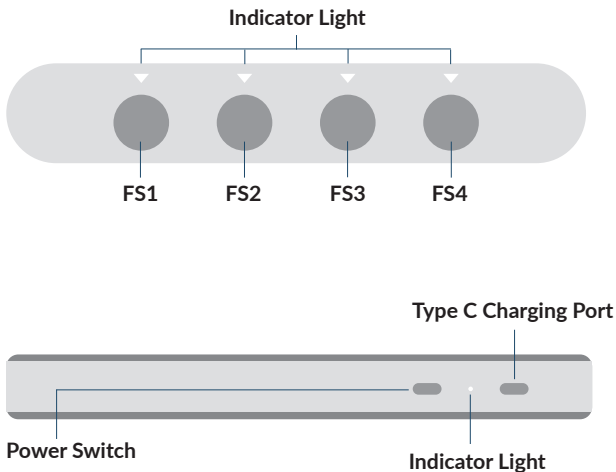 Indicator Light
FS1 FS2 FS3 FS4
Type C Charging Port
Power Switch
Indicator Light